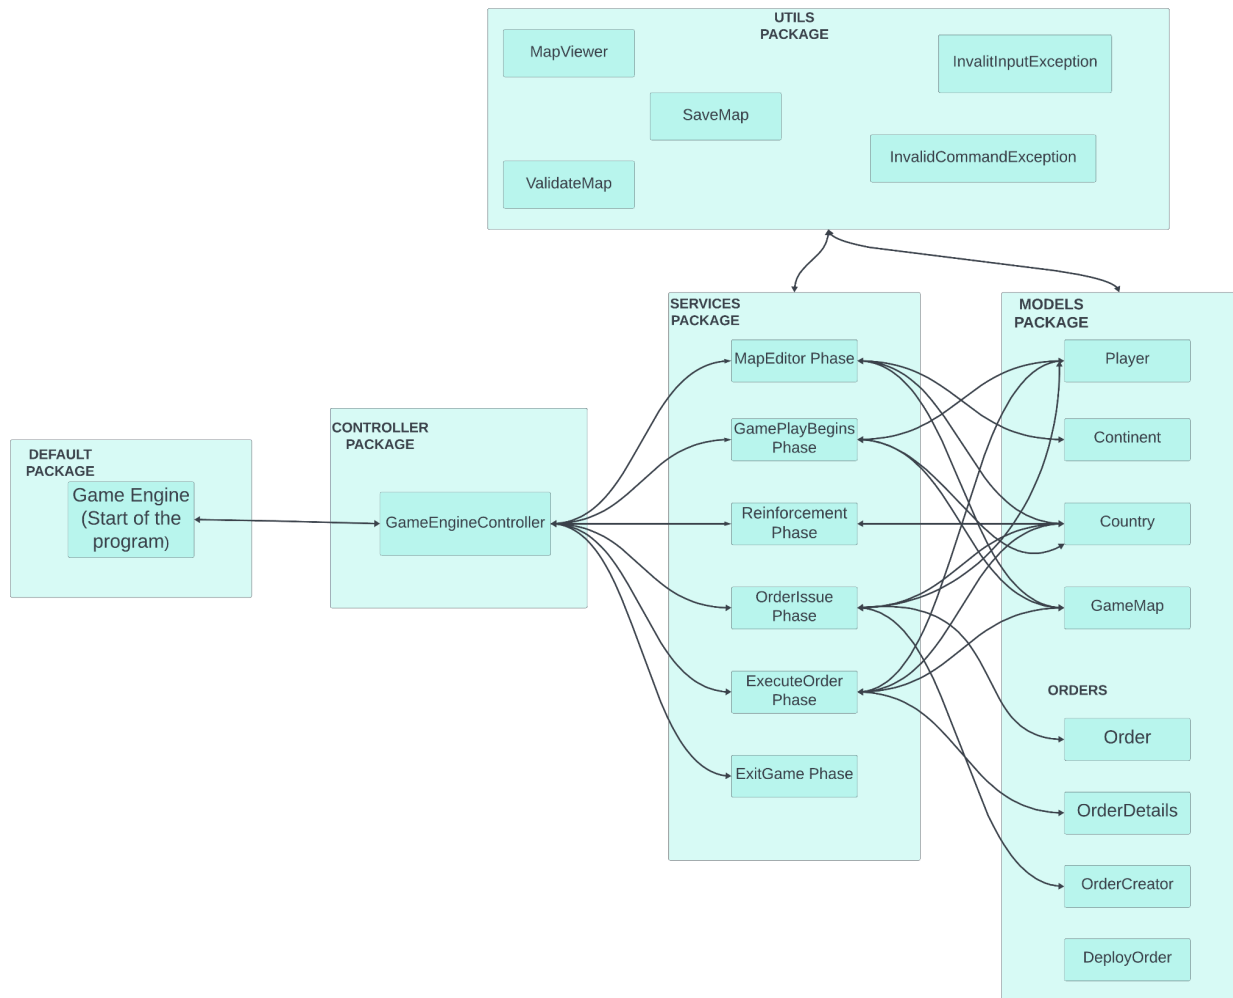 UTILS
PACKAGE
MapViewer
InvalitInputException
SaveMap
InvalidCommandException
ValidateMap
SERVICES
PACKAGE
MapEditor Phase
GamePlayBegins
Phase
Reinforcement
Phase
OrderIssue
Phase
ExecuteOrder
Phase
ExitGame Phase
MODELS
PACKAGE
Player
Continent
Country
GameMap
ORDERS
Order
OrderDetails
OrderCreator
DeployOrder
CONTROLLER
PACKAGE
GameEngineController
DEFAULT
PACKAGE
Game Engine
(Start of the
program)